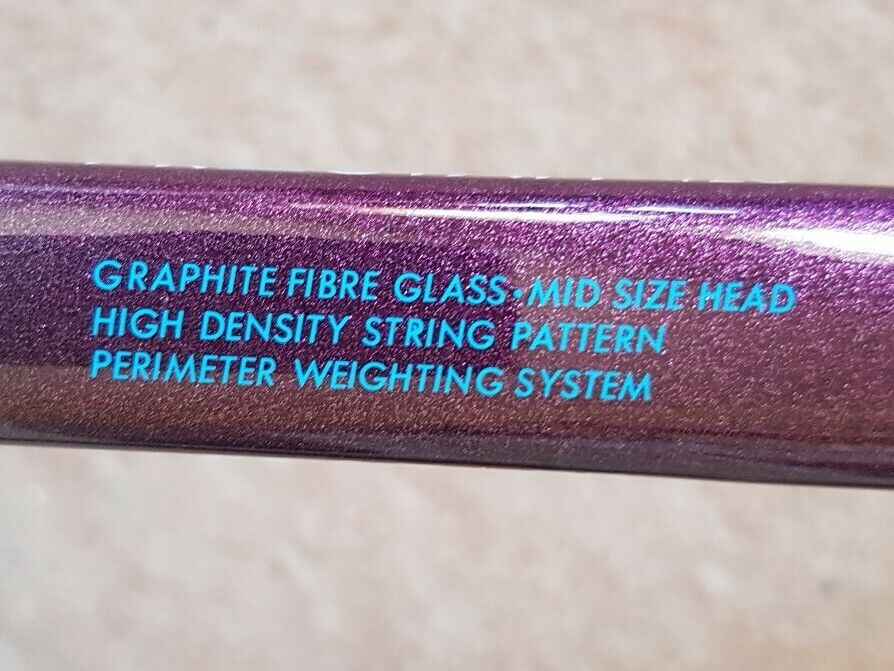 GRAPHITE FIBRE GLASS • MID SIZE HEAD
HIGH DENSITY STRING PATTERN
PERIMETER WEIGHTING SYSTEM